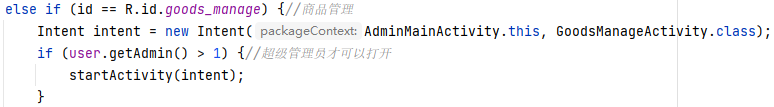 else if (id == R.id.goods_manage) {//商品管理
Intent intent = new Intent( packageContext: AdminMainActivity.this, GoodsManageActivity.class);
if (user.getAdmin() > 1) {//超级管理员才可以打开
startActivity(intent);
}